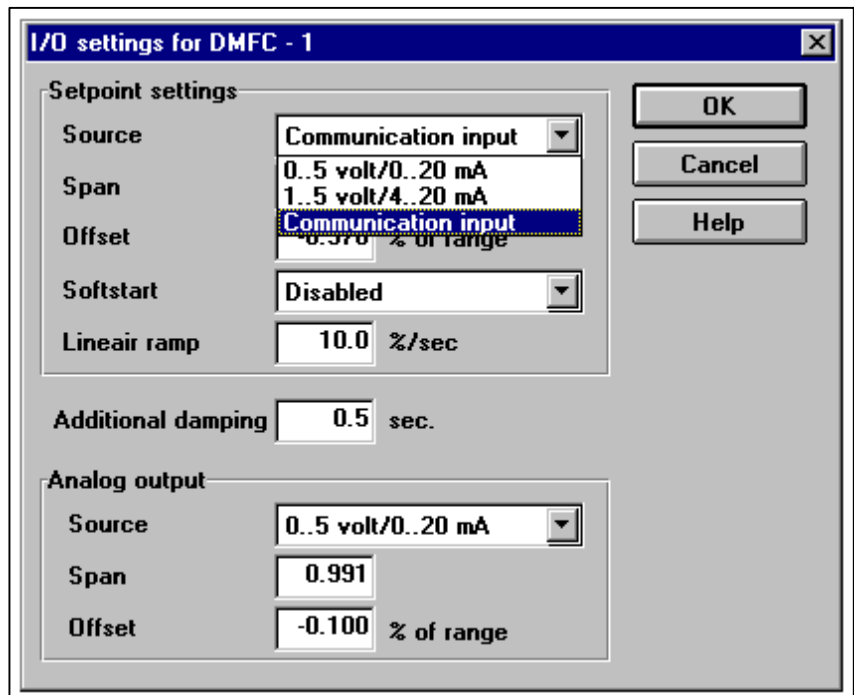 I/O settings for DMFC - 1
Setpoint settings
OK
Source Communication input
0..5 volt/0..20 mA
Cancel
Span 1..5 volt/4..20 mA
Communication input
Help
Offset % of range
Softstart Disabled
Lineair ramp 10.0 %/sec
Additional damping 0.5 sec.
Analog output
Source 0..5 volt/0..20 mA
Span 0.991
Offset -0.100 % of range